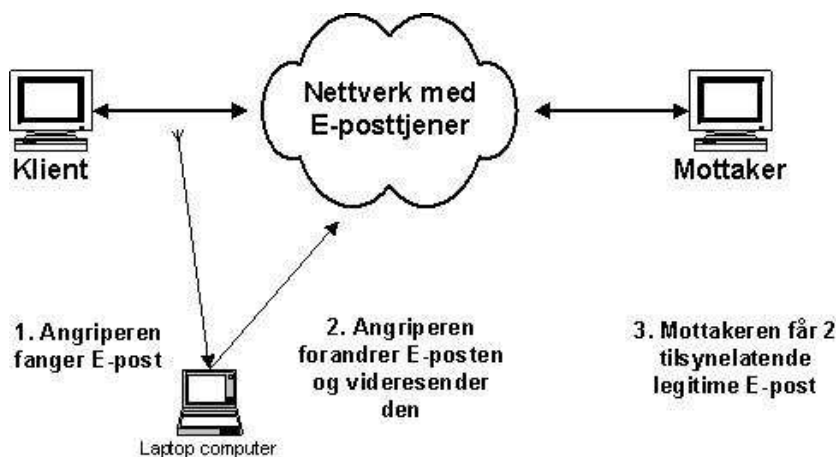 Nettverk med
E-posttjener
Klient
Mottaker
1. Angriperen
fanger E-post
2. Angriperen
forandrer E-posten
og videresender
den
3. Mottakeren får 2
tilsynelatende
legitime E-post
Laptop computer